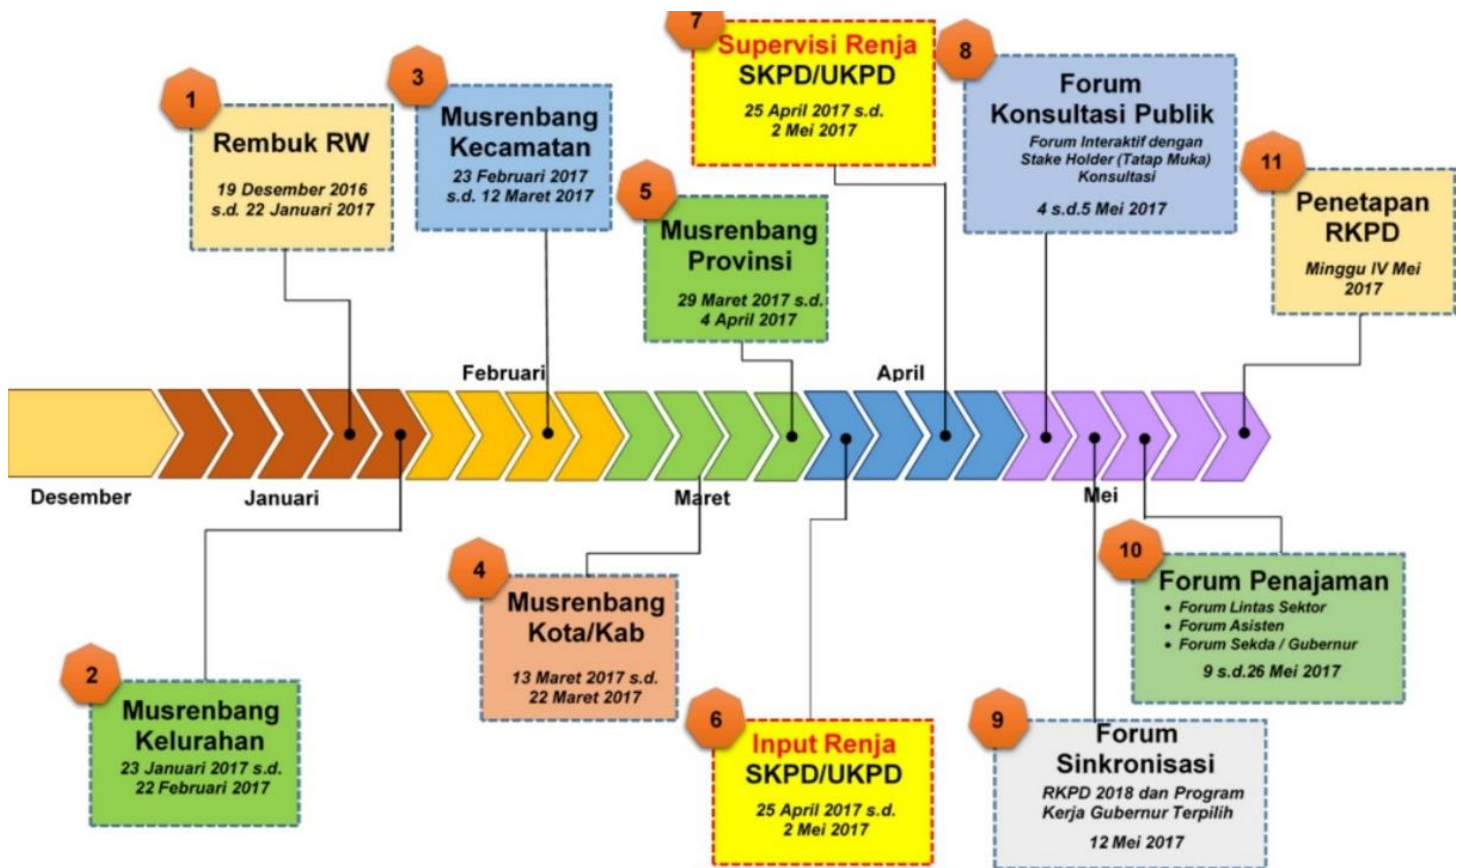 1
Rembuk RW
19 Desember 2016
s.d. 22 Januari 2017
2
Musrenbang
Kelurahan
23 Januari 2017 s.d.
22 Februari 2017
3
Musrenbang
Kecamatan
23 Februari 2017
s.d. 12 Maret 2017
4
Musrenbang
Kota/Kab
13 Maret 2017 s.d.
22 Maret 2017
5
Musrenbang
Provinsi
29 Maret 2017 s.d.
4 April 2017
6
Input Renja
SKPD/UKPD
25 April 2017 s.d.
2 Mei 2017
7
Supervisi Renja
SKPD/UKPD
25 April 2017 s.d.
2 Mei 2017
8
Forum
Konsultasi Publik
Forum Interaktif dengan
Stake Holder (Tatap Muka)
Konsultasi
4 s.d.5 Mei 2017
9
Forum
Sinkronisasi
RKPD 2018 dan Program
Kerja Gubernur Terpilih
12 Mei 2017
10
Forum Penajaman
• Forum Lintas Sektor
• Forum Asisten
• Forum Sekda / Gubernur
9 s.d.26 Mei 2017
11
Penetapan
RKPD
Minggu IV Mei
2017
Desember
Januari
Februari
Maret
April
Mei